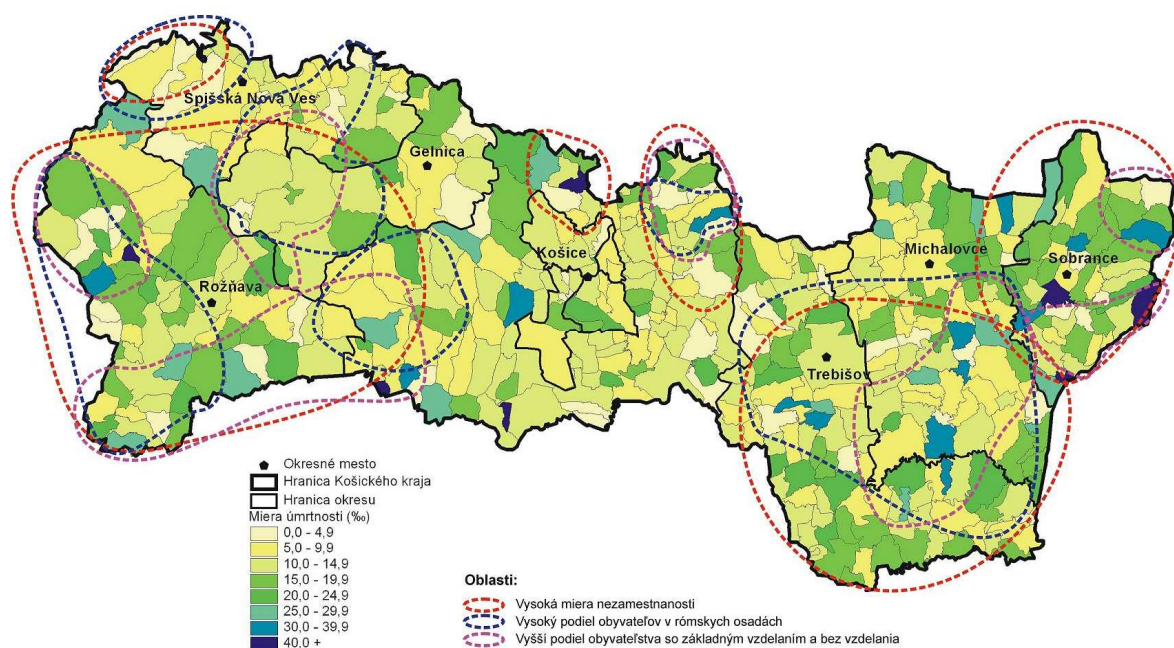 Spišská Nová Ves
Gelnica
Košice
Rožňava
Michalovce
Sobrance
Trebišov
Okresné mesto
Hranica Košického kraja
Hranica okresu
Miera úmrtnosti (‰)
0,0 - 4,9
5,0 - 9,9
10,0 - 14,9
15,0 - 19,9
20,0 - 24,9
25,0 - 29,9
30,0 - 39,9
40,0 +
Oblasti:
Vysoká miera nezamestnanosti
Vysoký podiel obyvateľov v rómskych osadách
Vyšší podiel obyvateľstva so základným vzdelaním a bez vzdelania